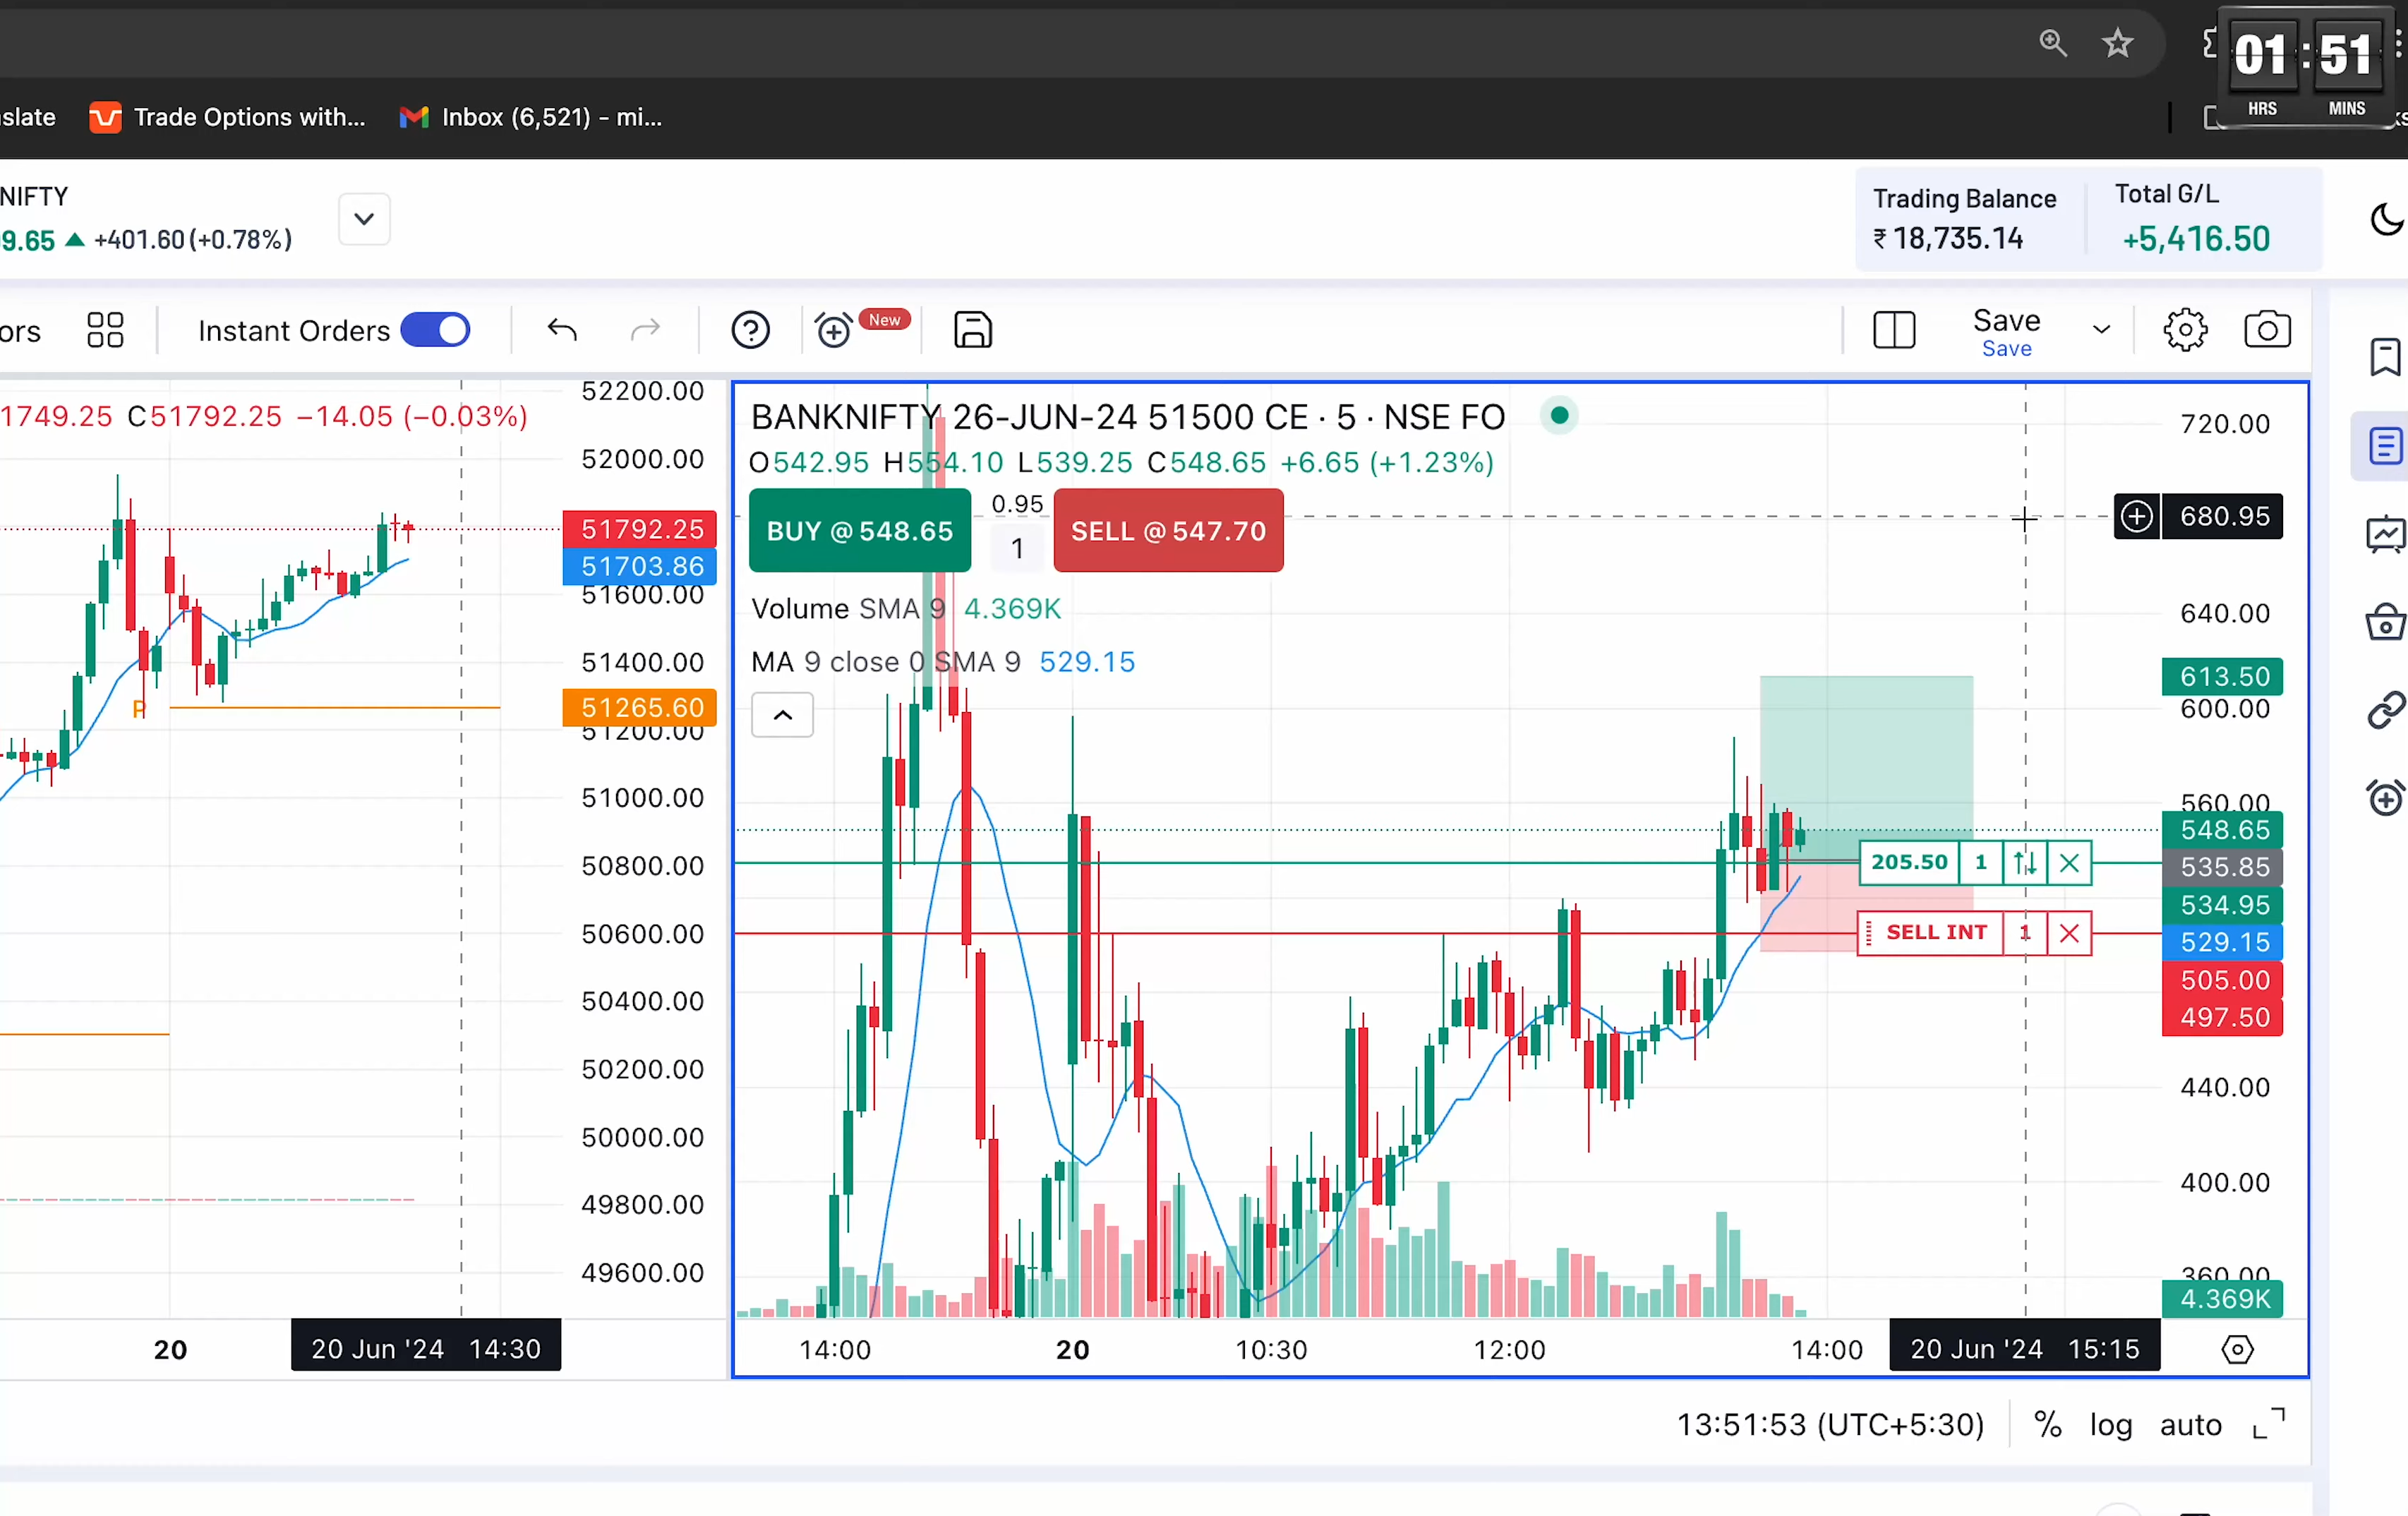 01 : 51
HRS MINS
slate Trade Options with... Inbox (6,521) - mi...
NIFTY
9.65 +401.60(+0.78%)
Trading Balance
₹ 18,735.14
Total G/L
+5,416.50
ors Instant Orders New Save
Save
1749.25 C51792.25 −14.05 (−0.03%)
52200.00
52000.00
51792.25
51703.86
51600.00
51400.00
51265.60
51200.00
51000.00
50800.00
50600.00
50400.00
50200.00
50000.00
49800.00
49600.00
P
20 20 Jun '24 14:30
BANKNIFTY 26-JUN-24 51500 CE · 5 · NSE FO
O542.95 H554.10 L539.25 C548.65 +6.65 (+1.23%)
BUY @ 548.65 0.95 1 SELL @ 547.70
Volume SMA 9 4.369K
MA 9 close 0 SMA 9 529.15
205.50 1
SELL INT 1
720.00
680.95
640.00
613.50
600.00
560.00
548.65
535.85
534.95
529.15
505.00
497.50
440.00
400.00
360.00
4.369K
14:00 20 10:30 12:00 14:00 20 Jun '24 15:15
13:51:53 (UTC+5:30) % log auto